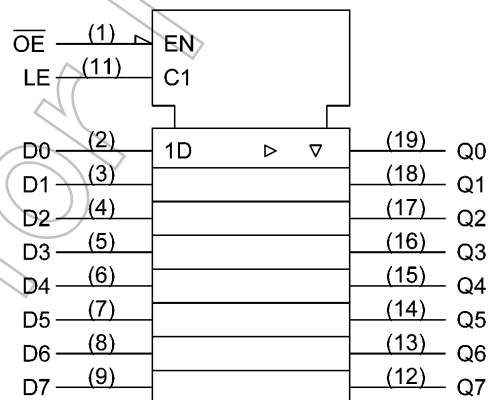 OE (1) EN
LE (11) C1
D0 (2) 1D (19) Q0
D1 (3) (18) Q1
D2 (4) (17) Q2
D3 (5) (16) Q3
D4 (6) (15) Q4
D5 (7) (14) Q5
D6 (8) (13) Q6
D7 (9) (12) Q7